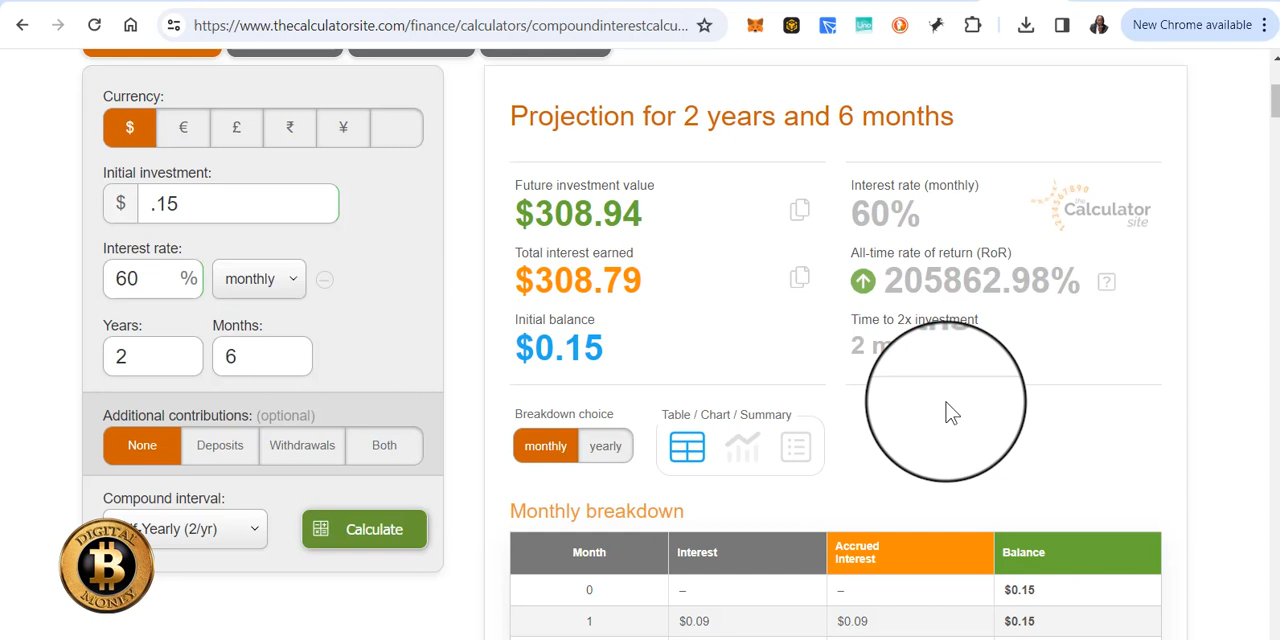 https://www.thecalculatorsite.com/finance/calculators/compoundinterestcalcu...
Uno
New Chrome available
Currency:
$ € £ ₹ ¥
Initial investment:
$ .15
Interest rate:
60 % monthly
Years: Months:
2 6
Additional contributions: (optional)
None Deposits Withdrawals Both
Compound interval:
f-Yearly (2/yr)
Calculate
DIGITAL
B
MONEY
Projection for 2 years and 6 months
Future investment value
$308.94
Total interest earned
$308.79
Initial balance
$0.15
Interest rate (monthly)
60%
the
Calculator
site
All-time rate of return (RoR)
205862.98% ?
Time to 2x investment
2 m
Breakdown choice
monthly yearly
Table / Chart / Summary
Monthly breakdown
Month Interest Accrued Interest Balance
0 – – $0.15
1 $0.09 $0.09 $0.15